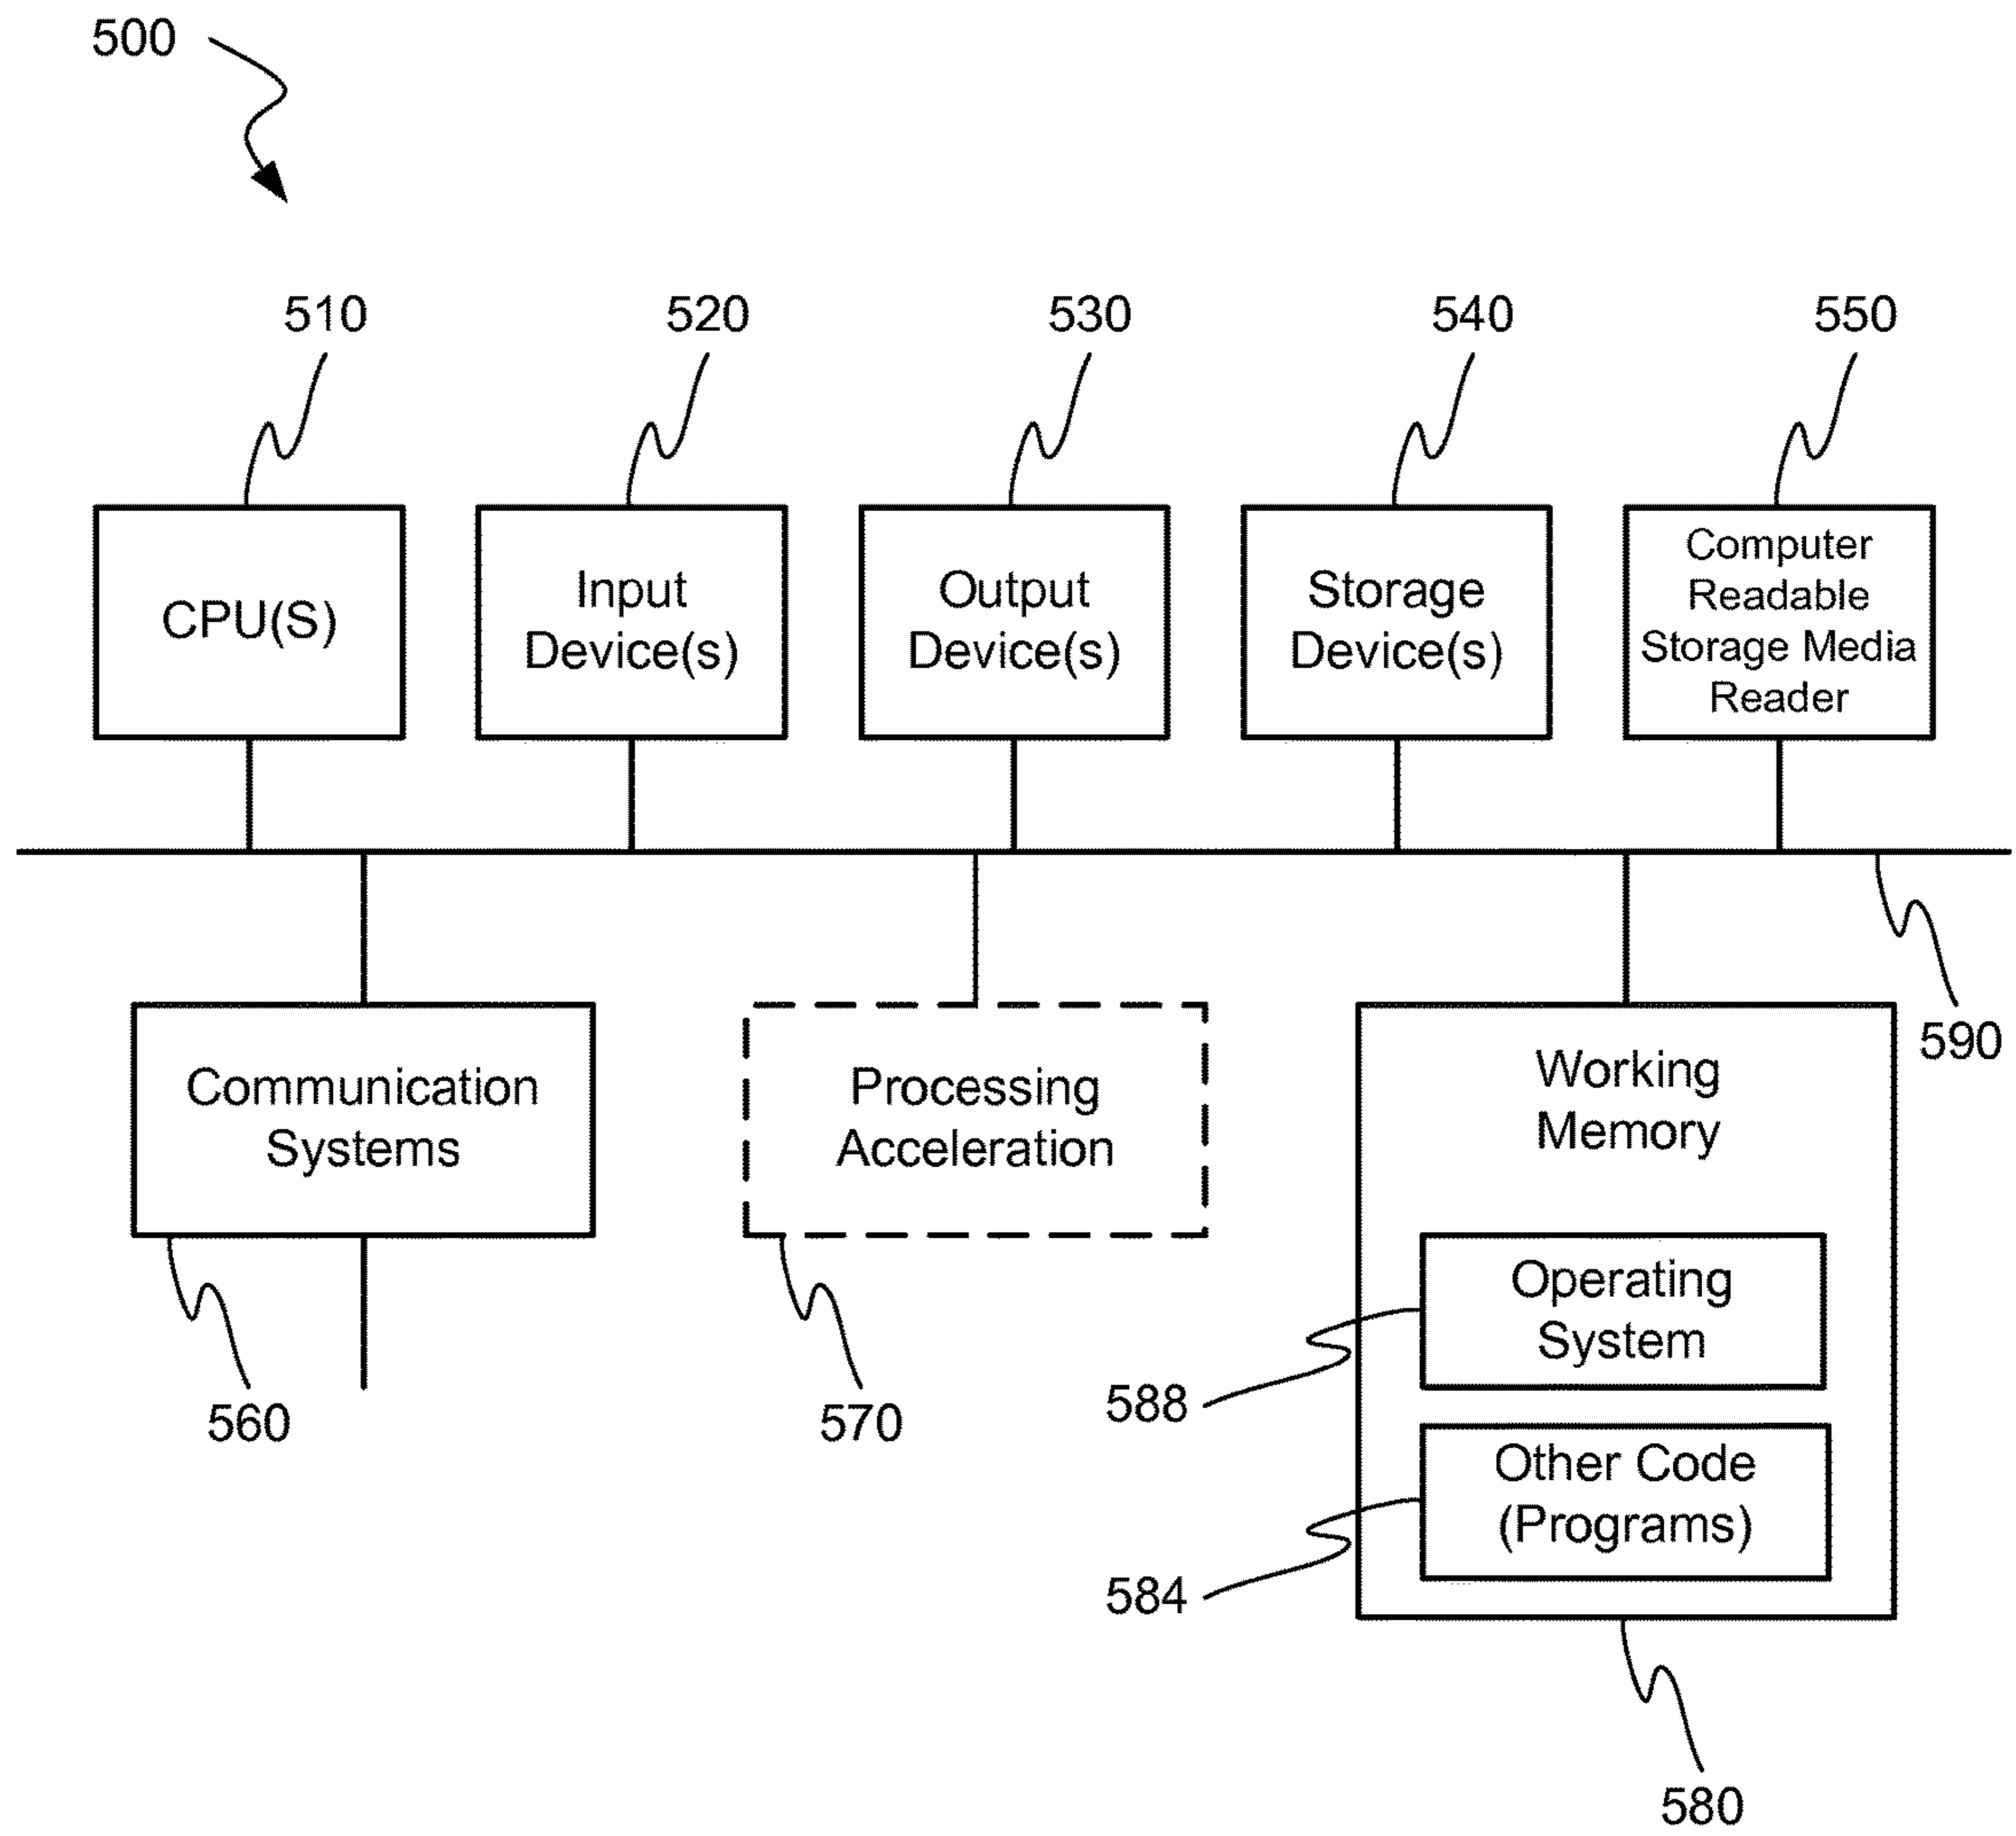 500
510
520
530
540
550
CPU(S)
Input
Device(s)
Output
Device(s)
Storage
Device(s)
Computer
Readable
Storage Media
Reader
590
Communication
Systems
Processing
Acceleration
Working
Memory
Operating
System
588
Other Code
(Programs)
584
560
570
580